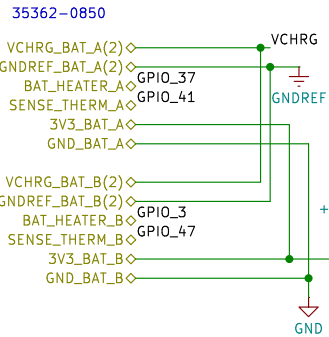 35362-0850
VCHRG
VCHRG_BAT_A(2)
GNDREF_BAT_A(2)
GPIO_37
BAT_HEATER_A
GNDREF
GPIO_41
SENSE_THERM_A
3V3_BAT_A
GND_BAT_A
VCHRG_BAT_B(2)
GNDREF_BAT_B(2)
GPIO_3
BAT_HEATER_B
+
GPIO_47
SENSE_THERM_B
3V3_BAT_B
GND_BAT_B
GND